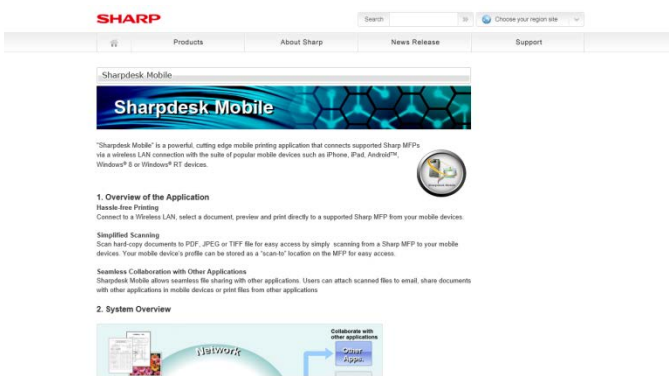 SHARP
Search
Choose your region site
Products
About Sharp
News Release
Support
Sharpdesk Mobile
Sharpdesk Mobile
"Sharpdesk Mobile" is a powerful, cutting edge mobile printing application that connects supported Sharp MFPs
via a wireless LAN connection with the suite of popular mobile devices such as iPhone, iPad, Android™,
Windows® 8 or Windows® RT devices.
1. Overview of the Application
Hassle-free Printing
Connect to a Wireless LAN, select a document, preview and print directly to a supported Sharp MFP from your mobile devices.
Simplified Scanning
Scan hard-copy documents to PDF, JPEG or TIFF file for easy access by simply scanning from a Sharp MFP to your mobile
devices. Your mobile device's profile can be stored as a "scan-to" location on the MFP for easy access.
Seamless Collaboration with Other Applications
Sharpdesk Mobile allows seamless file sharing with other applications. Users can attach scanned files to email, share documents
with other applications in mobile devices or print files from other applications
2. System Overview
Collaborate with
other applications
Network
Other
Apps.